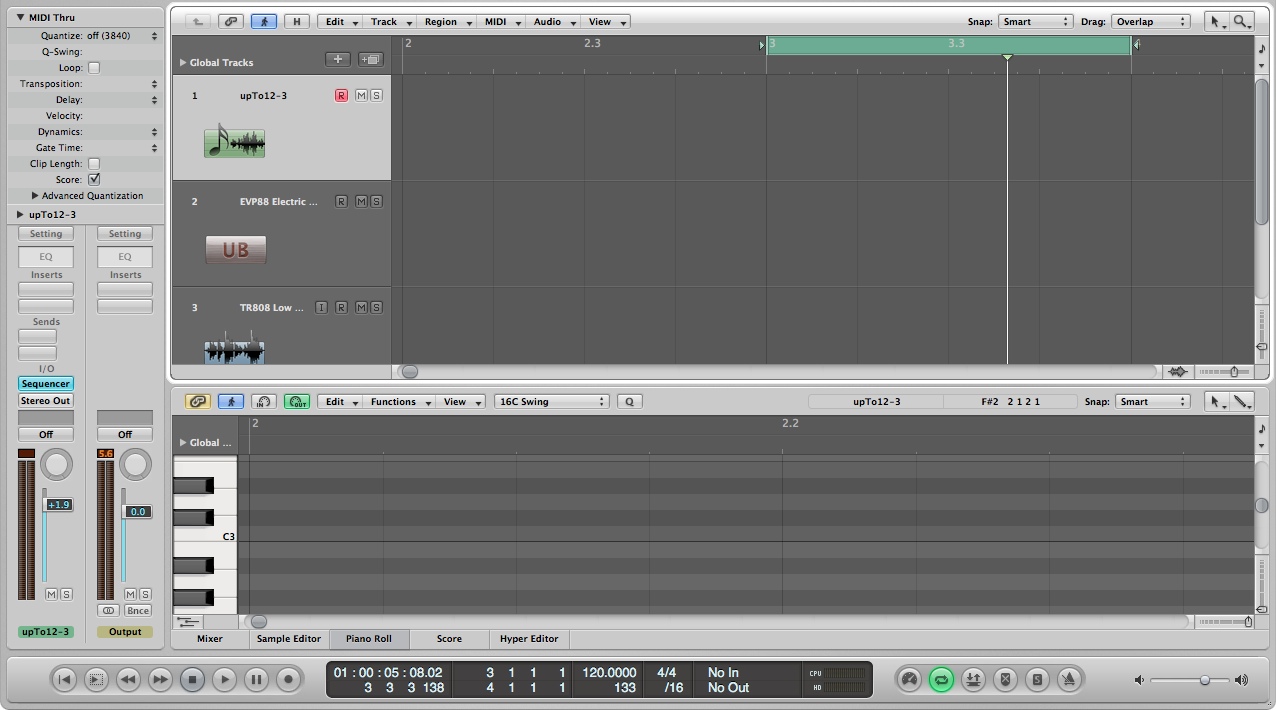 MIDI Thru
Quantize: off (3840)
Q-Swing:
Loop:
Transposition:
Delay:
Velocity:
Dynamics:
Gate Time:
Clip Length:
Score:
Advanced Quantization
upTo12-3
Setting Setting
EQ EQ
Inserts Inserts
Sends
I/O
Sequencer
Stereo Out
Off Off
5.6
+1.9 0.0
M S M S
Bnce
upTo12-3 Output
H Edit Track Region MIDI Audio View Snap: Smart Drag: Overlap
2 2.3 3 3.3 4
Global Tracks
1 upTo12-3 R M S
2 EVP88 Electric ... R M S
UB
3 TR808 Low ... I R M S
IN OUT Edit Functions View 16C Swing Q upTo12-3 F#2 2 1 2 1 Snap: Smart
2 2.2
Global ...
C3
Mixer Sample Editor Piano Roll Score Hyper Editor
01 : 00 : 05 : 08.02 3 1 1 1 120.0000 4/4 No In CPU
3 3 3 138 4 1 1 1 133 /16 No Out HD
S